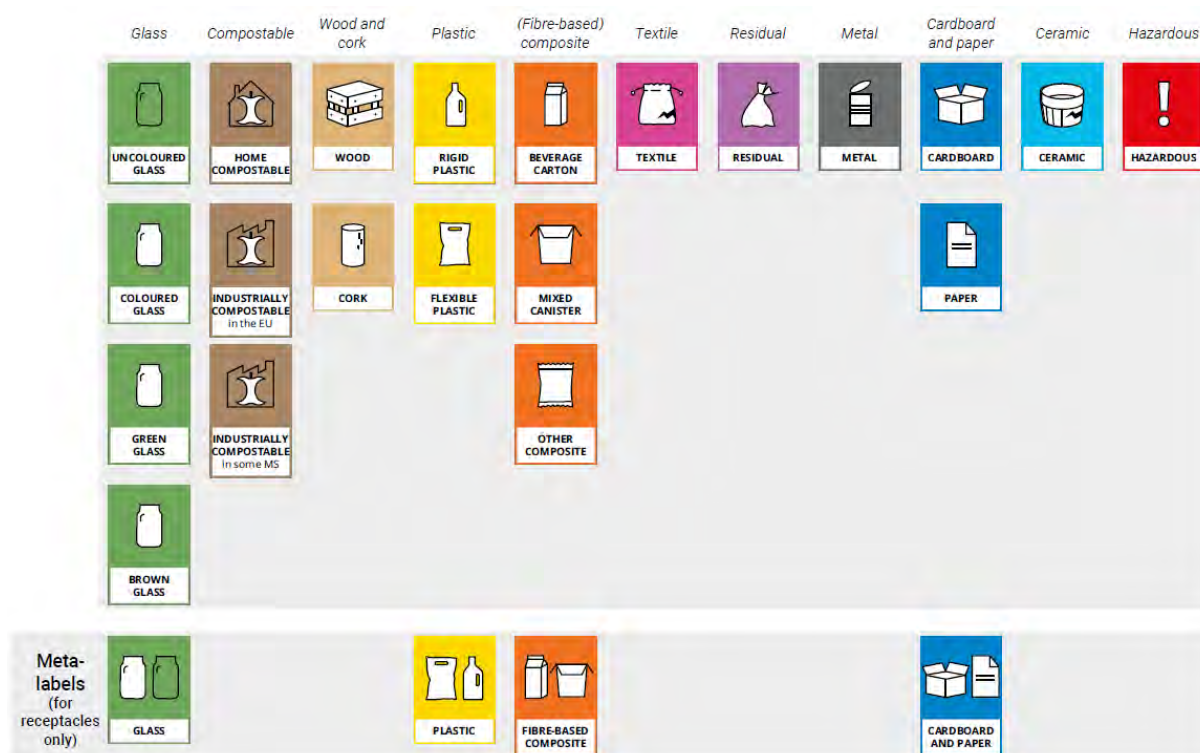 Glass
Compostable
Wood and
cork
Plastic
(Fibre-based)
composite
Textile
Residual
Metal
Cardboard
and paper
Ceramic
Hazardous
UNCOLOURED
GLASS
HOME
COMPOSTABLE
WOOD
RIGID
PLASTIC
BEVERAGE
CARTON
TEXTILE
RESIDUAL
METAL
CARDBOARD
CERAMIC
HAZARDOUS
COLOURED
GLASS
INDUSTRIALLY
COMPOSTABLE
in the EU
CORK
FLEXIBLE
PLASTIC
MIXED
CANISTER
PAPER
GREEN
GLASS
INDUSTRIALLY
COMPOSTABLE
in some MS
OTHER
COMPOSITE
BROWN
GLASS
Meta-
labels
(for
receptacles
only)
GLASS
PLASTIC
FIBRE-BASED
COMPOSITE
CARDBOARD
AND PAPER